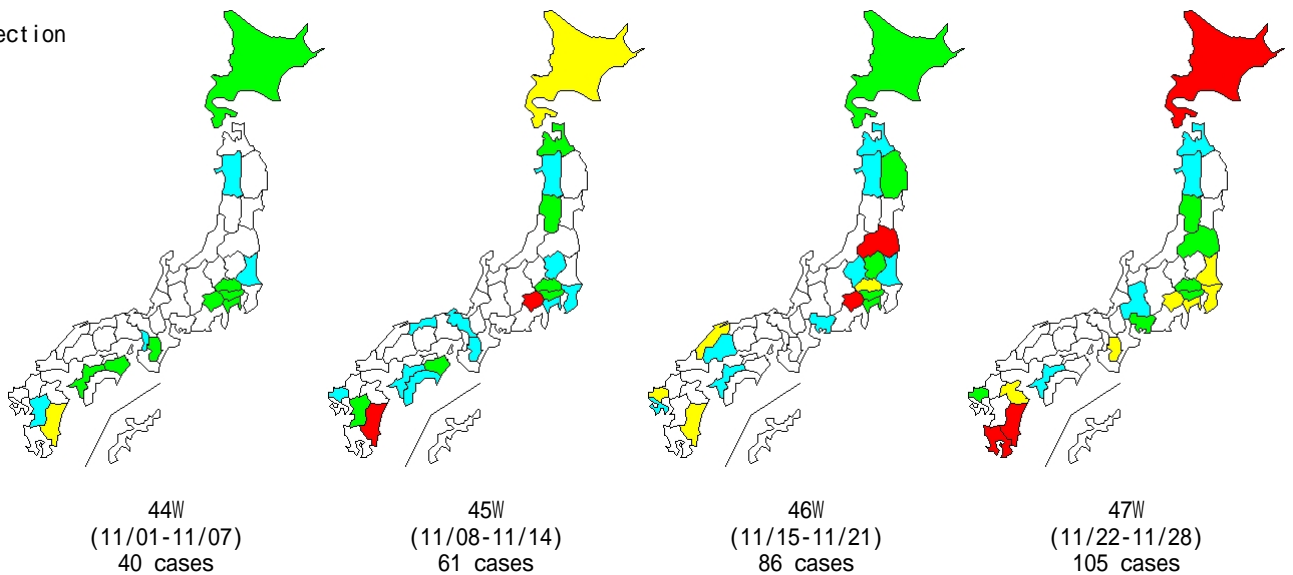 ection
44W
(11/01-11/07)
40 cases
45W
(11/08-11/14)
61 cases
46W
(11/15-11/21)
86 cases
47W
(11/22-11/28)
105 cases